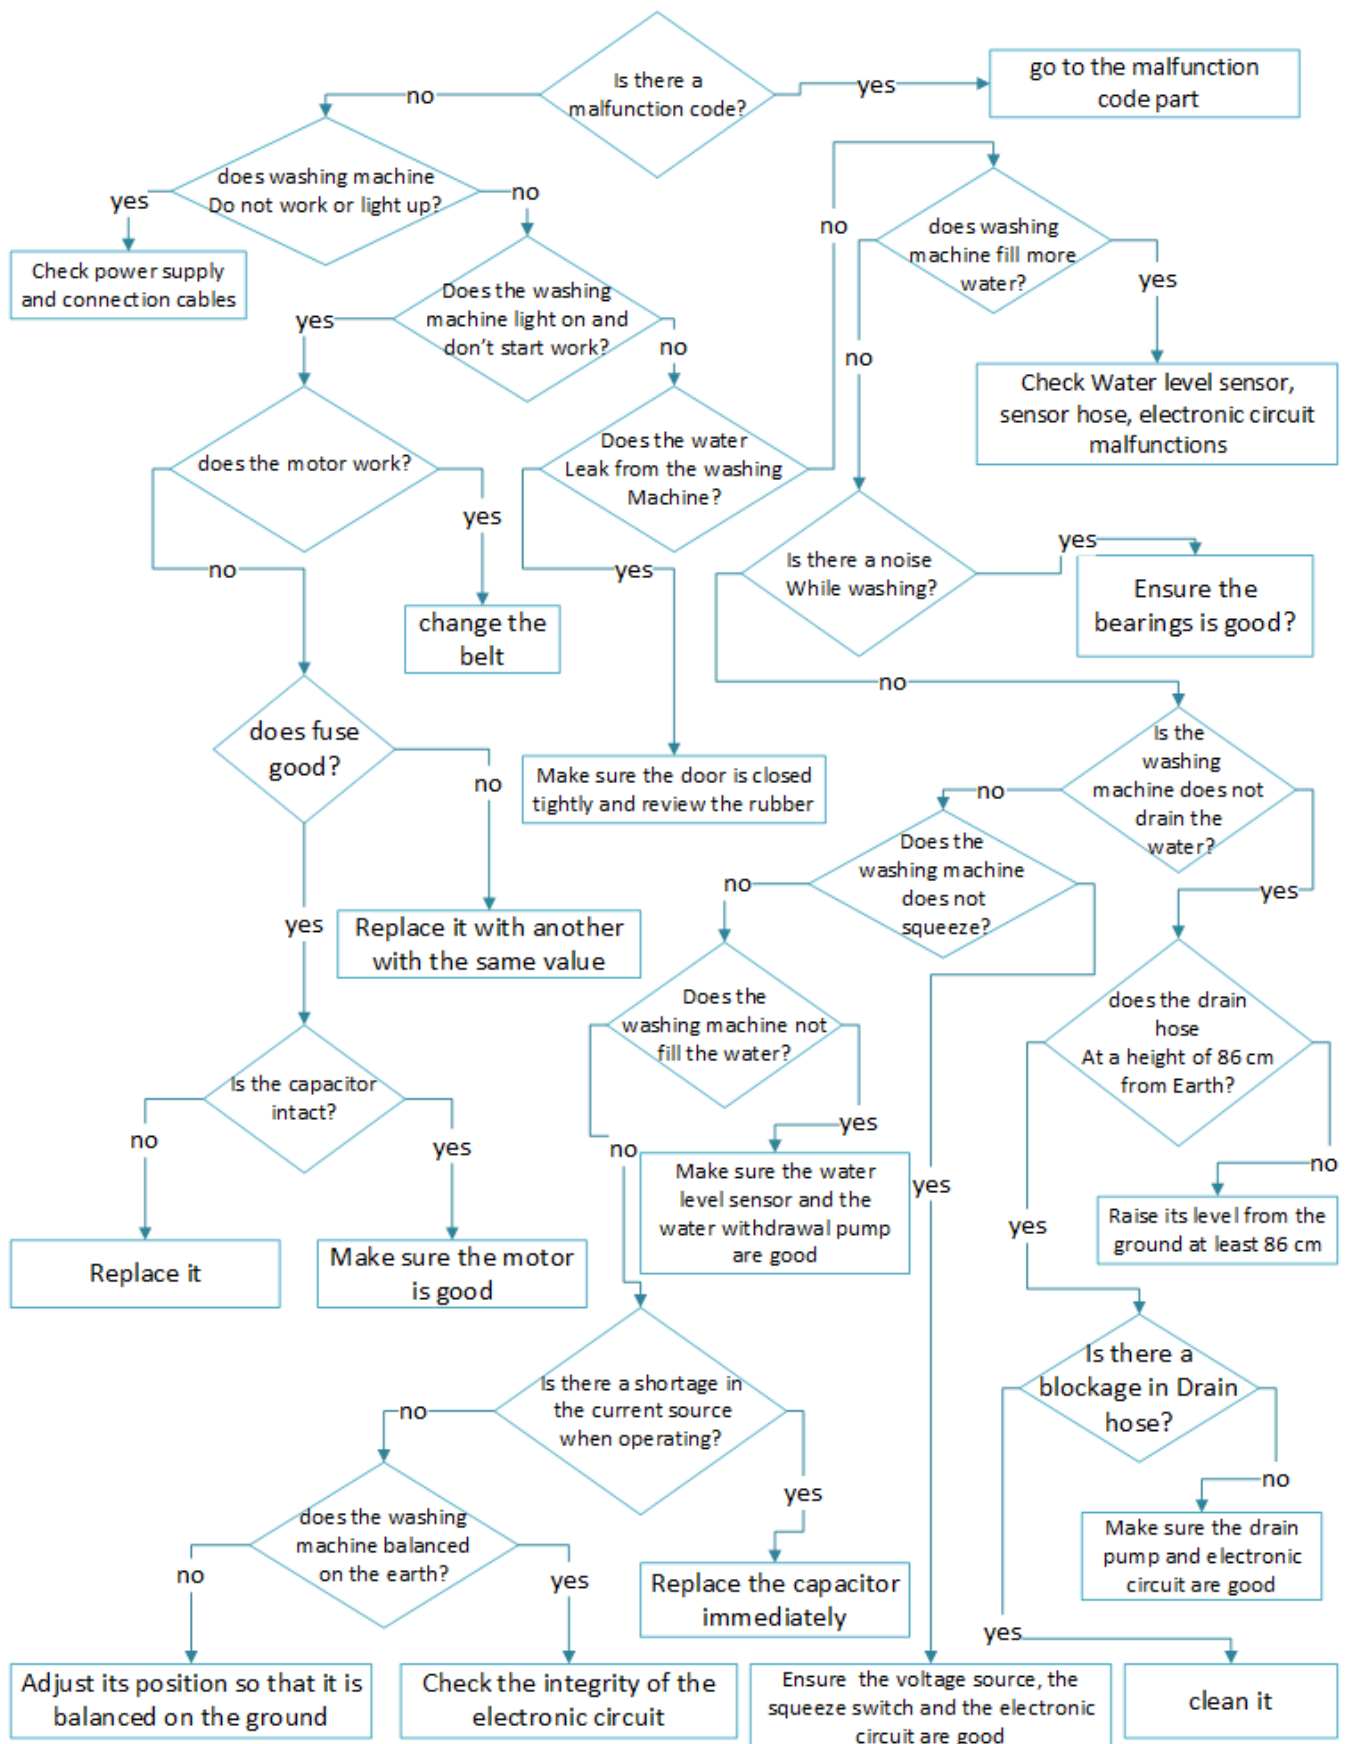 Is there a
malfunction code?
yes
go to the malfunction
code part
no
does washing machine
Do not work or light up?
yes
Check power supply
and connection cables
no
Does the washing
machine light on and
don't start work?
yes
does the motor work?
yes
change the
belt
no
does fuse
good?
no
Replace it with another
with the same value
yes
Is the capacitor
intact?
no
Replace it
yes
Make sure the motor
is good
no
Does the water
Leak from the washing
Machine?
yes
Make sure the door is closed
tightly and review the rubber
no
does washing
machine fill more
water?
yes
Check Water level sensor,
sensor hose, electronic circuit
malfunctions
no
Is there a noise
While washing?
yes
Ensure the
bearings is good?
no
Is the
washing
machine does not
drain the
water?
yes
does the drain
hose
At a height of 86 cm
from Earth?
no
Raise its level from the
ground at least 86 cm
yes
Is there a
blockage in Drain
hose?
no
Make sure the drain
pump and electronic
circuit are good
yes
clean it
no
Does the
washing machine
does not
squeeze?
yes
Ensure the voltage source, the
squeeze switch and the electronic
circuit are good
no
Does the
washing machine not
fill the water?
yes
Make sure the water
level sensor and the
water withdrawal pump
are good
no
Is there a shortage in
the current source
when operating?
yes
Replace the capacitor
immediately
no
does the washing
machine balanced
on the earth?
no
Adjust its position so that it is
balanced on the ground
yes
Check the integrity of the
electronic circuit